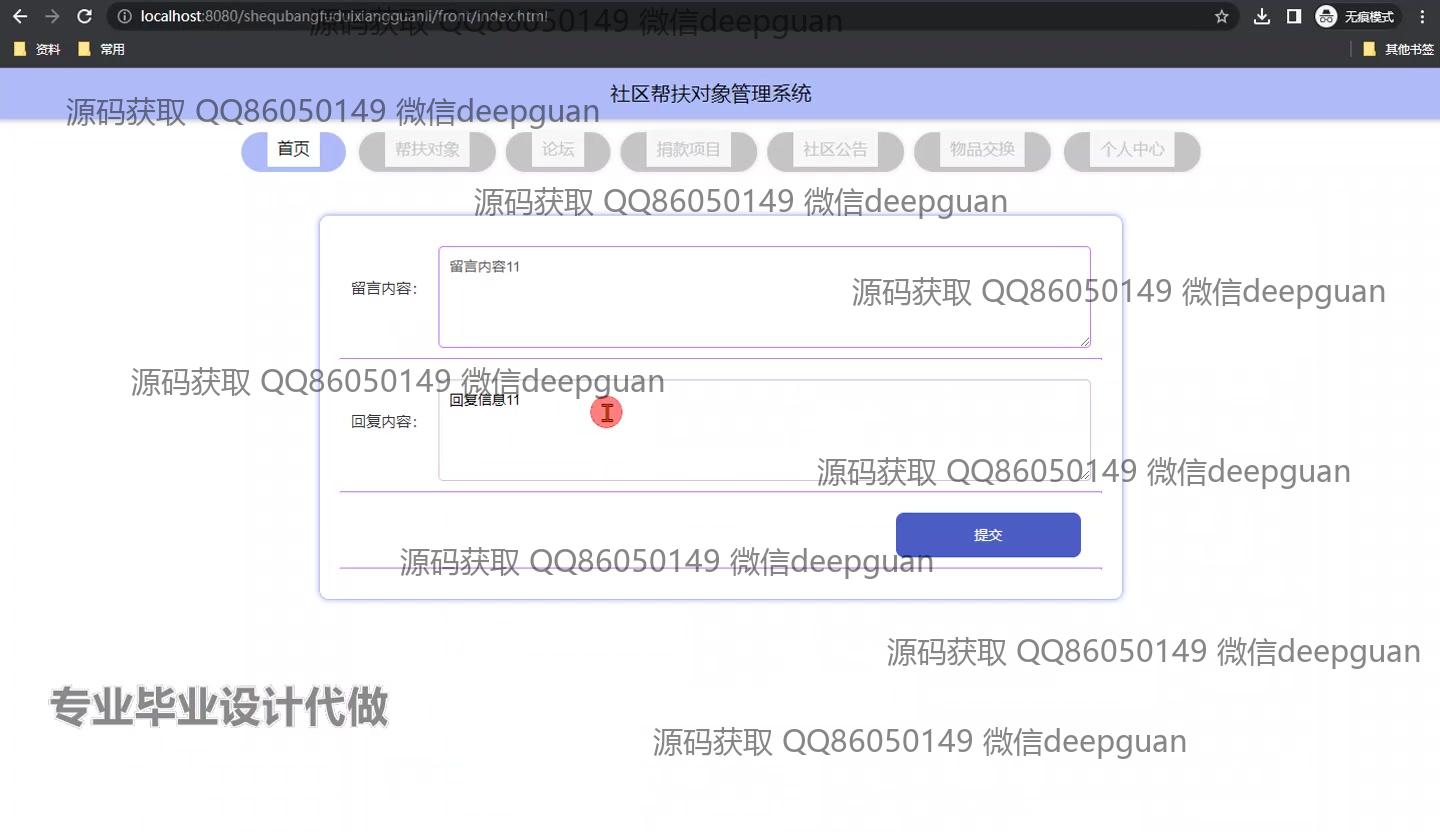 localhost:8080/shequbangfuduixiangguanli/front/index.html
源码获取 QQ86050149 微信deepguan
无痕模式
资料
常用
其他书签
社区帮扶对象管理系统
源码获取 QQ86050149 微信deepguan
首页
帮扶对象
论坛
捐款项目
社区公告
物品交换
个人中心
源码获取 QQ86050149 微信deepguan
留言内容：
留言内容11
源码获取 QQ86050149 微信deepguan
源码获取 QQ86050149 微信deepguan
回复内容：
回复信息11
源码获取 QQ86050149 微信deepguan
提交
源码获取 QQ86050149 微信deepguan
源码获取 QQ86050149 微信deepguan
专业毕业设计代做
源码获取 QQ86050149 微信deepguan